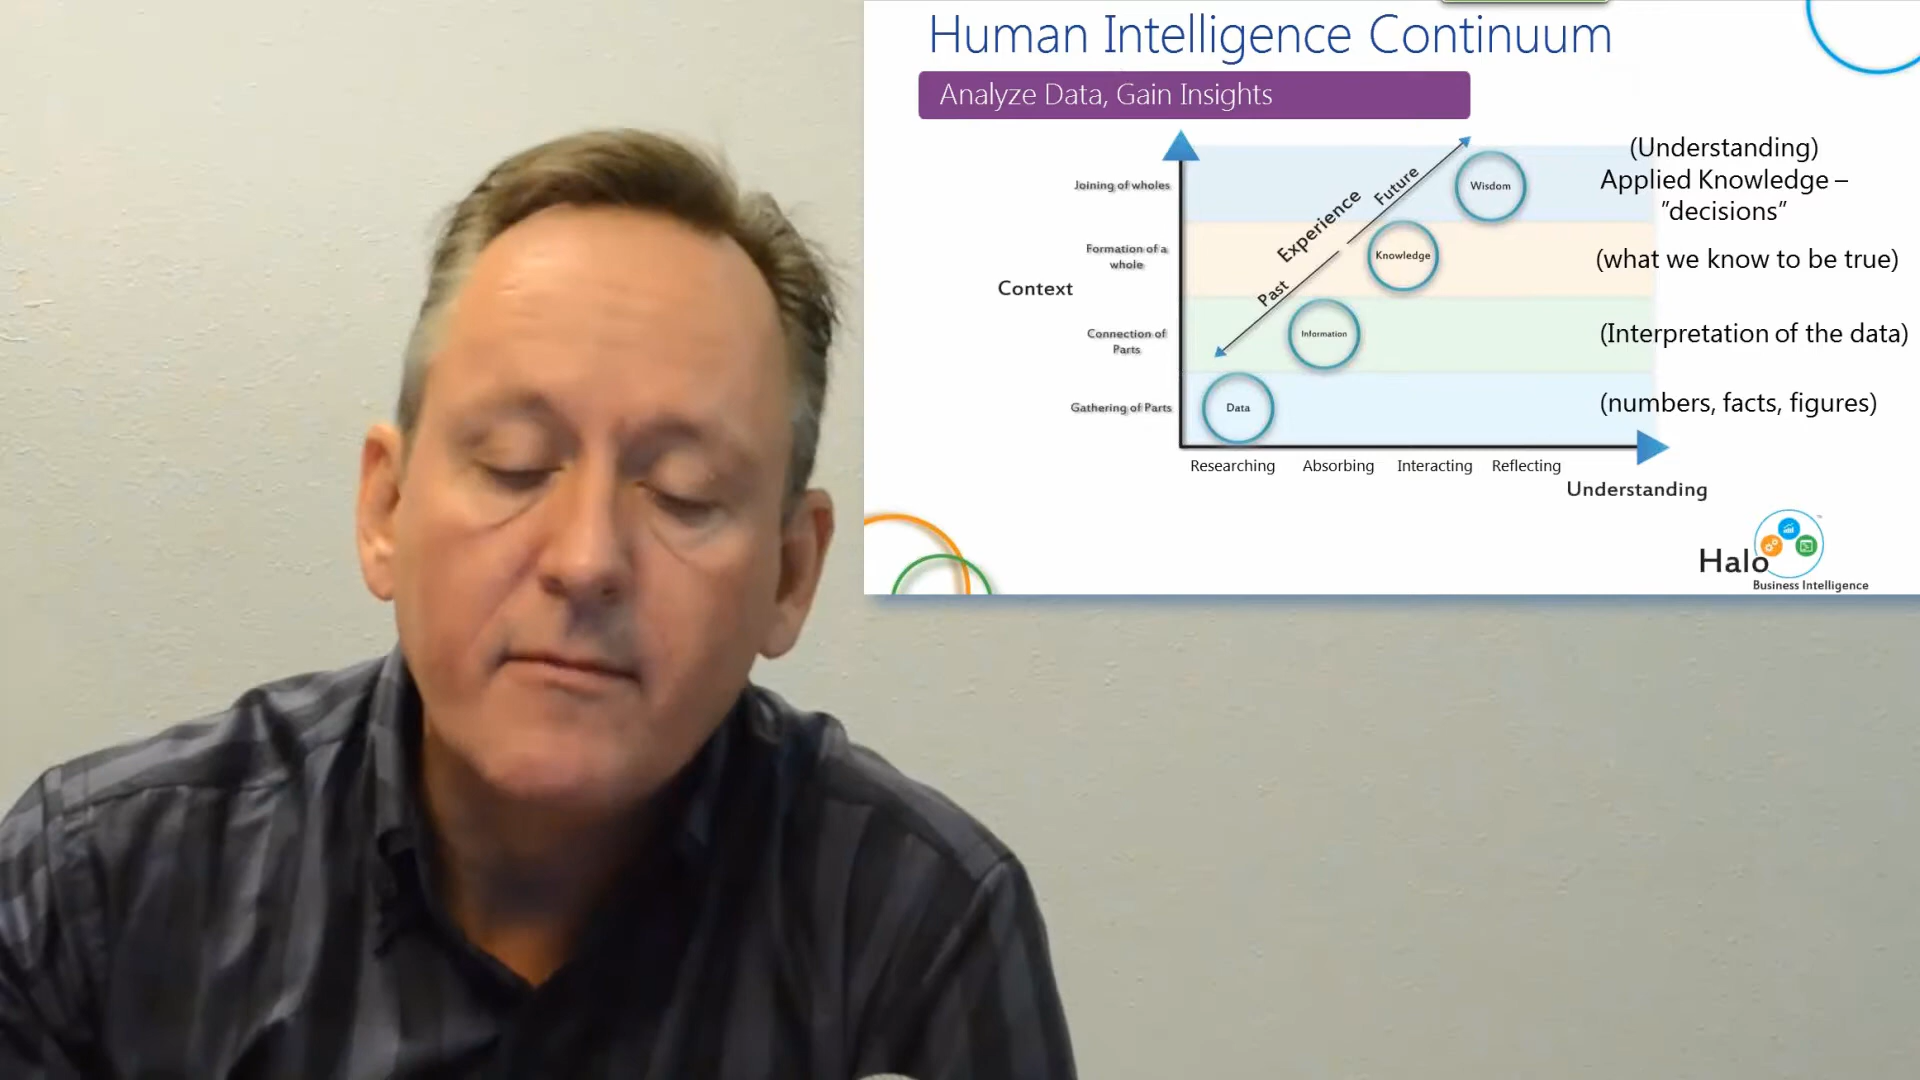 Human Intelligence Continuum
Analyze Data, Gain Insights
(Understanding)
Applied Knowledge –
"decisions"
Joining of wholes
Future
Wisdom
Experience
Formation of a
whole
Knowledge
(what we know to be true)
Context
Past
Connection of
Parts
Information
(Interpretation of the data)
Gathering of Parts
Data
(numbers, facts, figures)
Researching Absorbing Interacting Reflecting
Understanding
Halo
Business Intelligence